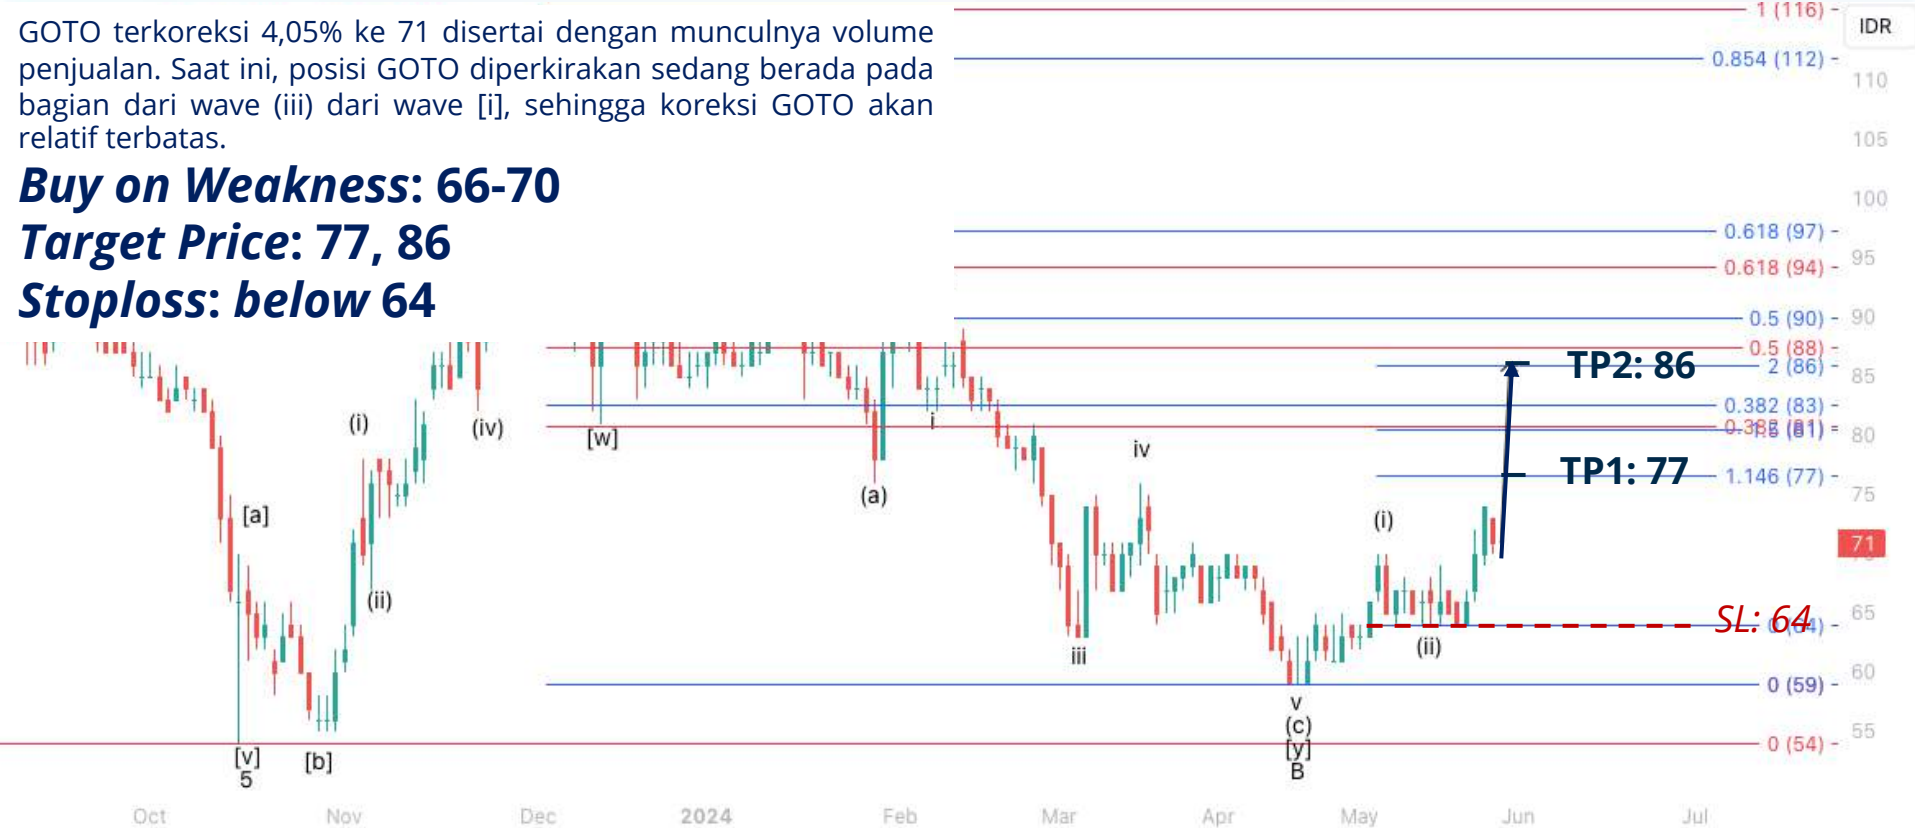 GOTO terkoreksi 4,05% ke 71 disertai dengan munculnya volume
penjualan. Saat ini, posisi GOTO diperkirakan sedang berada pada
bagian dari wave (iii) dari wave [i], sehingga koreksi GOTO akan
relatif terbatas.
Buy on Weakness: 66-70
Target Price: 77, 86
Stoploss: below 64
1 (116)
IDR
0.854 (112)
110
105
100
0.618 (97)
95
0.618 (94)
0.5 (90)
90
0.5 (88)
TP2: 86
2 (86)
85
0.382 (83)
(i)
(iv)
[w]
i
80
iv
TP1: 77
1.146 (77)
75
(a)
[a]
(i)
71
(ii)
65
SL: 64
(ii)
iii
60
0 (59)
v
(c)
[y]
B
55
0 (54)
[v]
5
[b]
Oct
Nov
Dec
2024
Feb
Mar
Apr
May
Jun
Jul